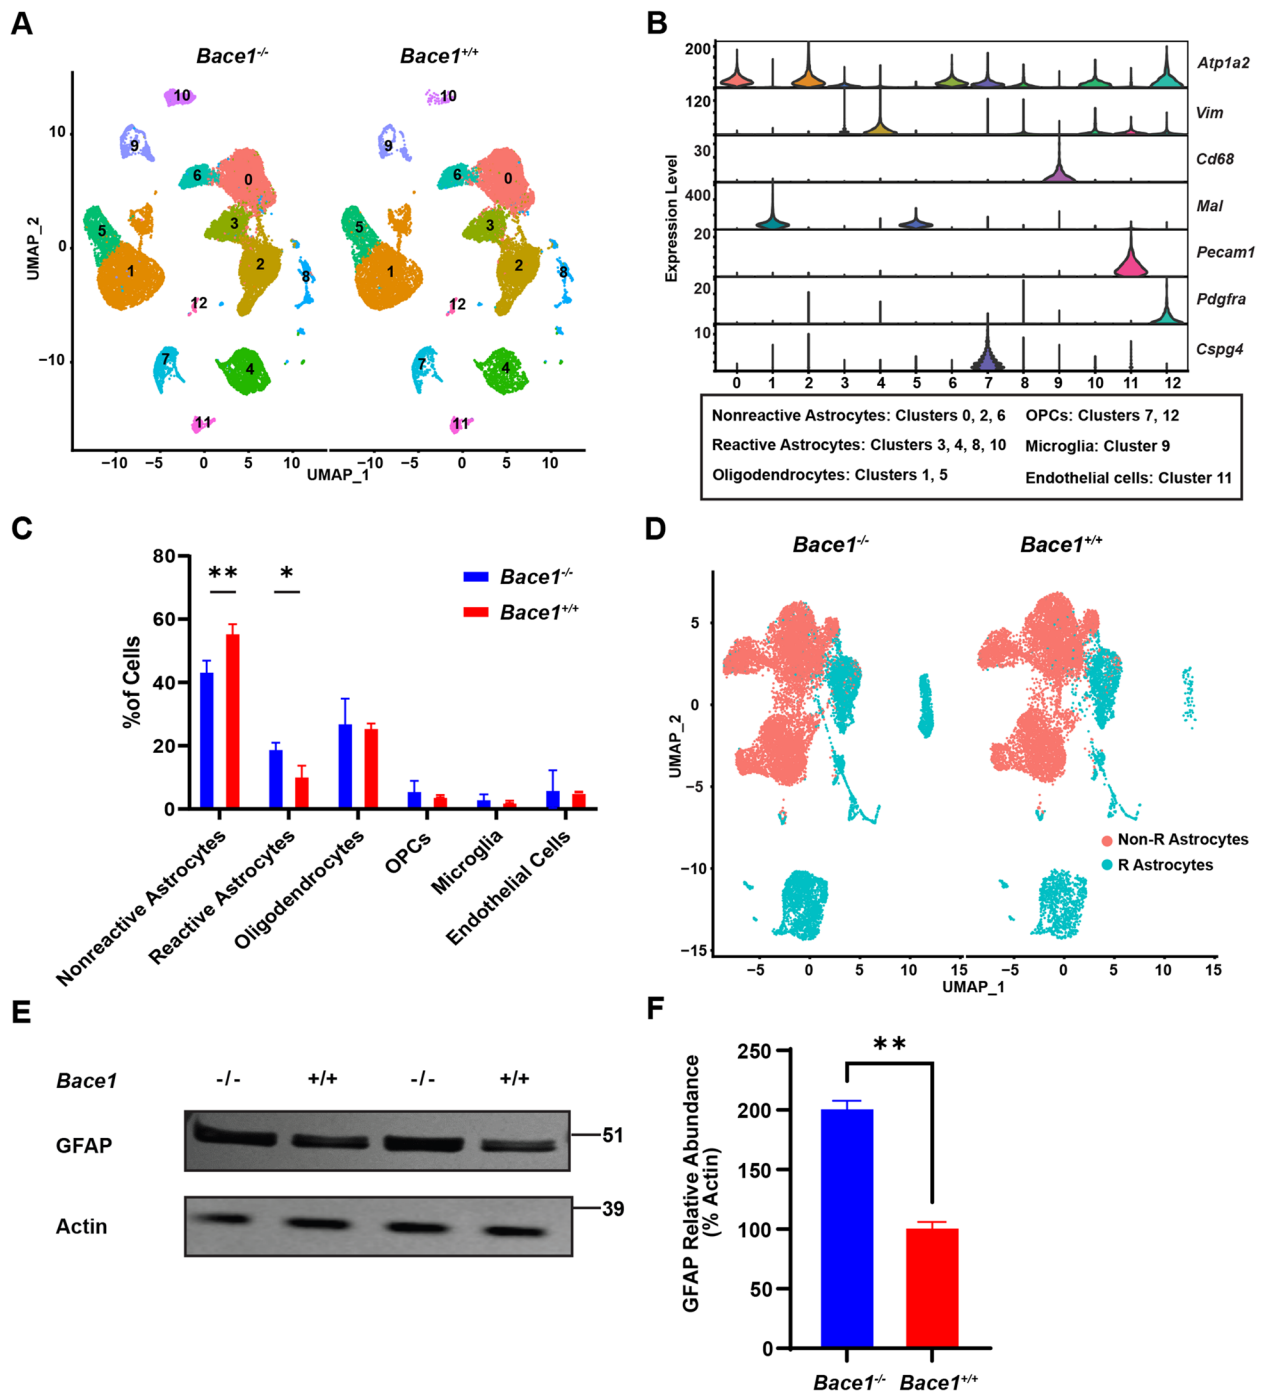 A
Bace1-/-
Bace1+/+
10
0
−10
UMAP_2
10
9
6
0
3
5
1
2
8
12
7
4
11
10
9
6
0
3
5
1
2
8
12
7
4
11
−10 −5 0 5 10
−10 −5 0 5 10
UMAP_1
B
Expression Level
200
Atp1a2
120
Vim
30
Cd68
400
Mal
20
Pecam1
20
Pdgfra
10
Cspg4
0 1 2 3 4 5 6 7 8 9 10 11 12
Nonreactive Astrocytes: Clusters 0, 2, 6
OPCs: Clusters 7, 12
Reactive Astrocytes: Clusters 3, 4, 8, 10
Microglia: Cluster 9
Oligodendrocytes: Clusters 1, 5
Endothelial cells: Cluster 11
C
%of Cells
80
60
40
20
0
**
*
Bace1-/-
Bace1+/+
Nonreactive Astrocytes
Reactive Astrocytes
Oligodendrocytes
OPCs
Microglia
Endothelial Cells
D
Bace1-/-
Bace1+/+
UMAP_2
5
0
−5
−10
−15
Non-R Astrocytes
R Astrocytes
−5 0 5 10 15
−5 0 5 10 15
UMAP_1
E
Bace1 -/- +/+ -/- +/+
GFAP
51
Actin
39
F
GFAP Relative Abundance
(% Actin)
250
200
150
100
50
0
**
Bace1-/-
Bace1+/+